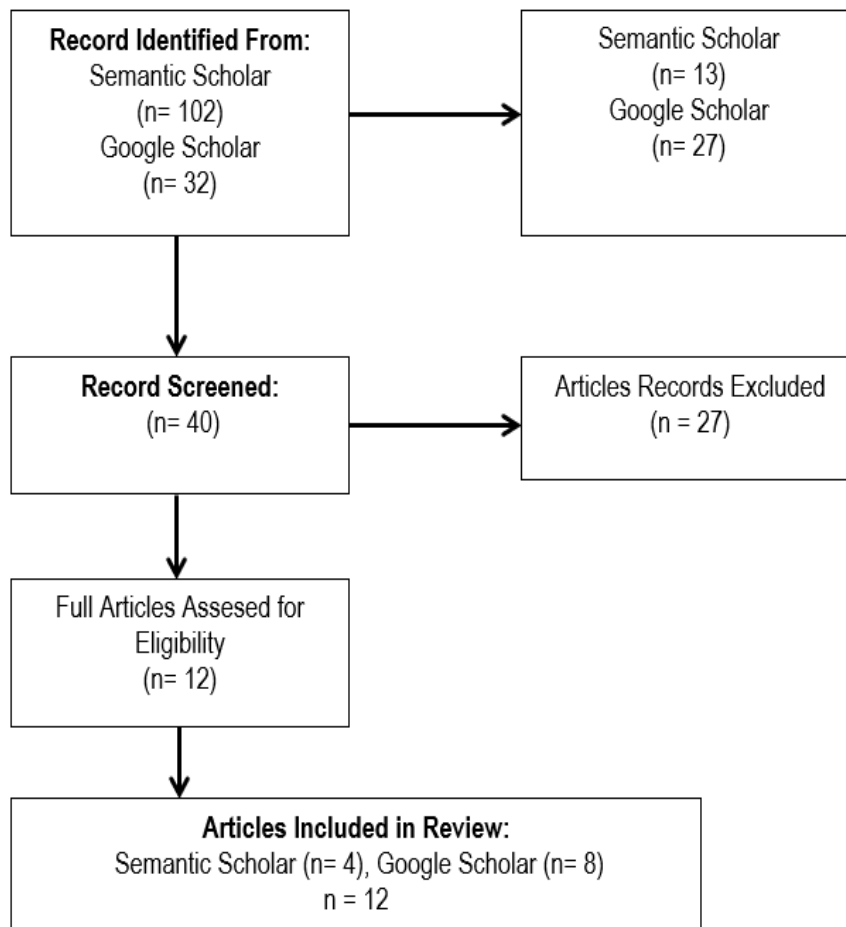 Record Identified From:
Semantic Scholar
(n= 102)
Google Scholar
(n= 32)
Semantic Scholar
(n= 13)
Google Scholar
(n= 27)
Record Screened:
(n= 40)
Articles Records Excluded
(n = 27)
Full Articles Assesed for
Eligibility
(n= 12)
Articles Included in Review:
Semantic Scholar (n= 4), Google Scholar (n= 8)
n = 12